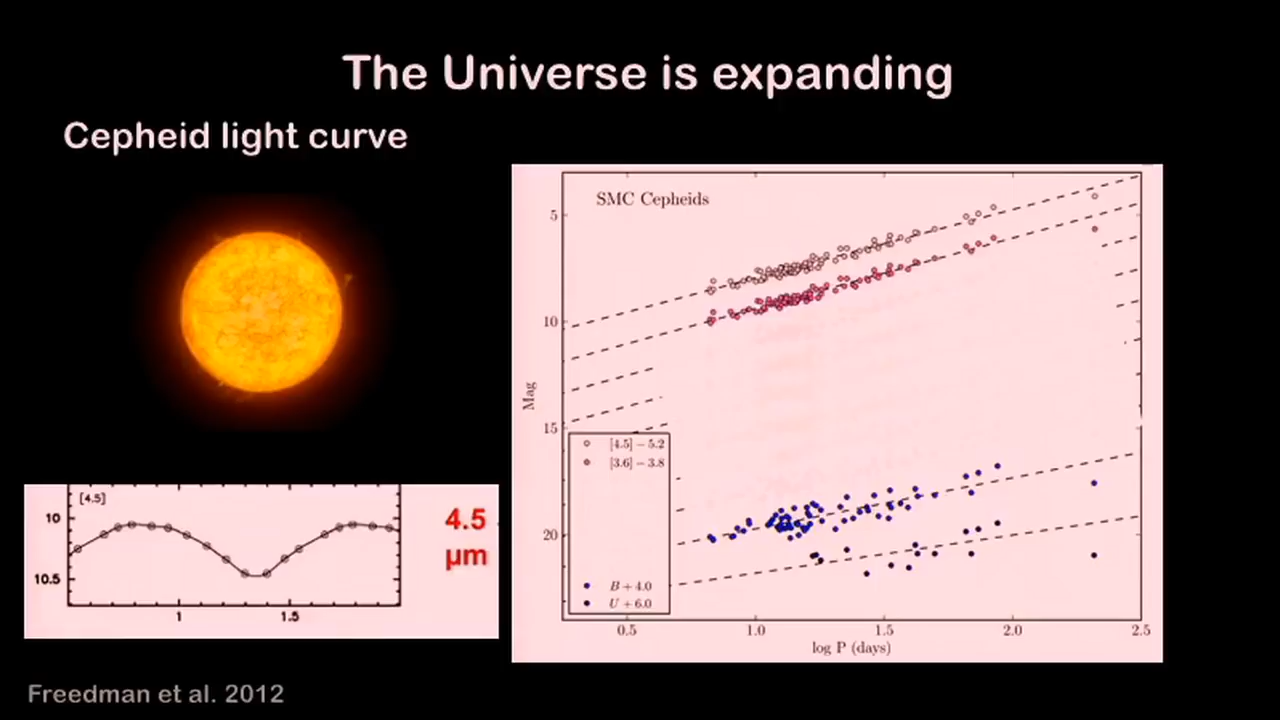 The Universe is expanding
Cepheid light curve
SMC Cepheids
5
10
15
20
Mag
[4.5] − 5.2
[3.6] − 3.8
B + 4.0
U + 6.0
0.5
1.0
1.5
2.0
2.5
log P (days)
[4.5]
10
10.5
1
1.5
4.5
μm
Freedman et al. 2012